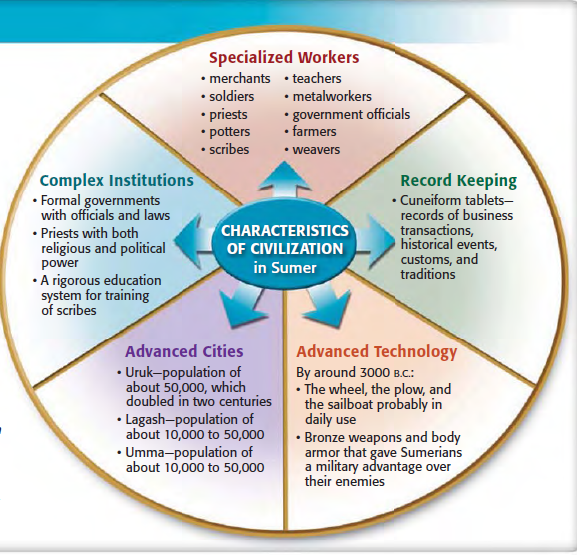 Specialized Workers
• merchants • teachers
• soldiers • metalworkers
• priests • government officials
• potters • farmers
• scribes • weavers
Complex Institutions
• Formal governments
with officials and laws
• Priests with both
religious and political
power
• A rigorous education
system for training
of scribes
CHARACTERISTICS
OF CIVILIZATION
in Sumer
Record Keeping
• Cuneiform tablets—
records of business
transactions,
historical events,
customs, and
traditions
Advanced Cities
• Uruk—population of
about 50,000, which
doubled in two centuries
• Lagash—population of
about 10,000 to 50,000
• Umma—population of
about 10,000 to 50,000
Advanced Technology
By around 3000 B.C.:
• The wheel, the plow, and
the sailboat probably in
daily use
• Bronze weapons and body
armor that gave Sumerians
a military advantage over
their enemies